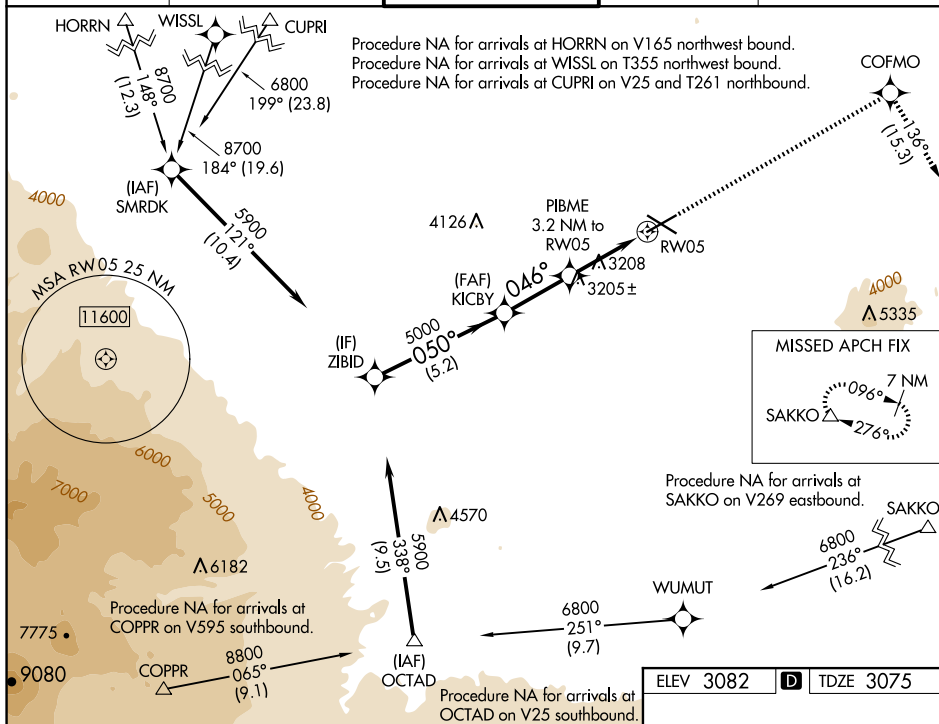 HORRN
WISSL
CUPRI
Procedure NA for arrivals at HORRN on V165 northwest bound.
Procedure NA for arrivals at WISSL on T355 northwest bound.
Procedure NA for arrivals at CUPRI on V25 and T261 northbound.
COFMO
8700
148°
(12.3)
6800
199° (23.8)
8700
184° (19.6)
136°
(15.3)
(IAF)
SMRDK
4000
5900
121°
(10.4)
4126
PIBME
3.2 NM to
RW05
RW05
3208
3205±
(FAF)
KICBY
046°
MSA RW05 25 NM
11600
4000
5335
(IF)
ZIBID
5000
050°
(5.2)
MISSED APCH FIX
7 NM
096°
SAKKO
276°
6000
7000
5000
4000
Procedure NA for arrivals at
SAKKO on V269 eastbound.
SAKKO
4570
5900
338°
(9.5)
6800
236°
(16.2)
6182
WUMUT
Procedure NA for arrivals at
COPPR on V595 southbound.
6800
251°
(9.7)
7775
9080
COPPR
8800
065°
(9.1)
(IAF)
OCTAD
Procedure NA for arrivals at
OCTAD on V25 southbound.
ELEV 3082 D TDZE 3075